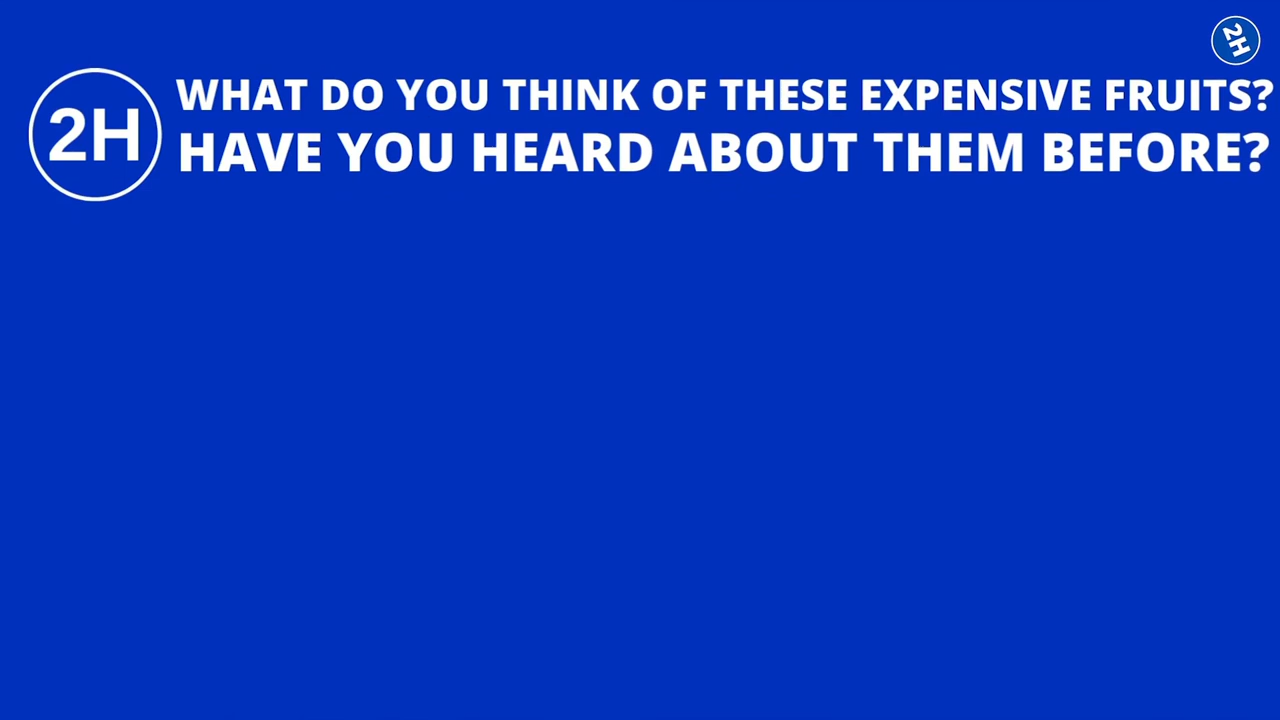 2H
WHAT DO YOU THINK OF THESE EXPENSIVE FRUITS?
2H HAVE YOU HEARD ABOUT THEM BEFORE?